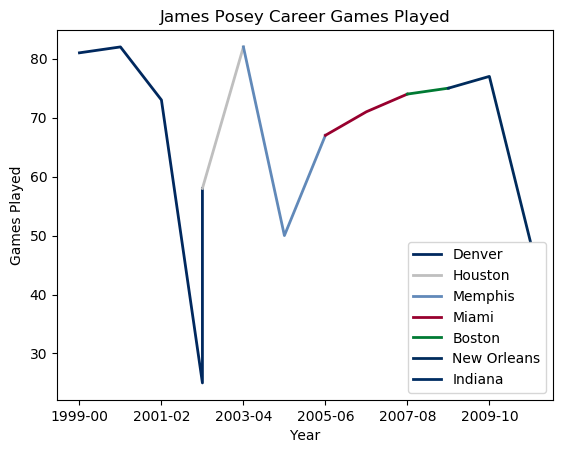 James Posey Career Games Played
Games Played
80
70
60
50
40
30
Denver
Houston
Memphis
Miami
Boston
New Orleans
Indiana
1999-00 2001-02 2003-04 2005-06 2007-08 2009-10
Year